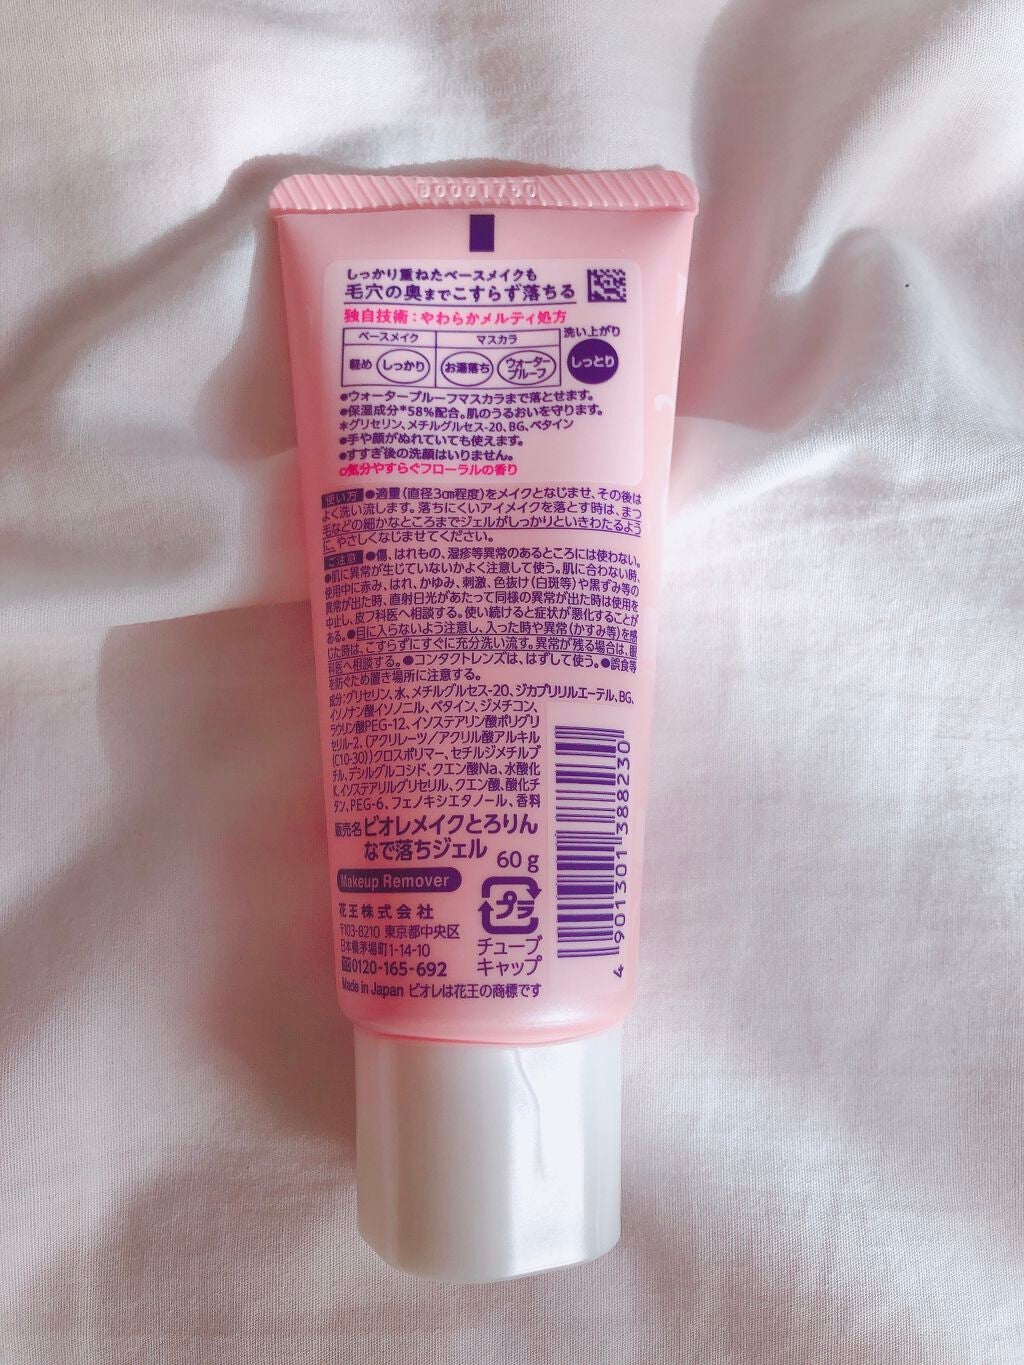 B0001750
しっかり重ねたベースメイクも
毛穴の奥までこすらず落ちる
独自技術:やわらかメルティ処方
ベースメイク マスカラ 洗い上がり
軽め しっかり お湯落ち ウォータープルーフ しっとり
●ウォータープルーフマスカラまで落とせます。
●保湿成分*58%配合。肌のうるおいを守ります。
*グリセリン、メチルグルセス-20、BG、ベタイン
●手や顔がぬれていても使えます。
●すすぎ後の洗顔はいりません。
○気分やすらぐフローラルの香り
使い方 ●適量(直径3cm程度)をメイクとなじませ、その後は
よく洗い流します。落ちにくいアイメイクを落とす時は、まつ
毛などの細かなところまでジェルがしっかりといきわたるよう
に、やさしくなじませてください。
ご注意 ●傷、はれもの、湿疹等異常のあるところには使わない。
●肌に異常が生じていないかよく注意して使う。肌に合わない時、
使用中に赤み、はれ、かゆみ、刺激、色抜け(白斑等)や黒ずみ等の
異常が出た時、直射日光があたって同様の異常が出た時は使用を
中止し、皮フ科医へ相談する。使い続けると症状が悪化することが
ある。●目に入らないよう注意し、入った時や異常(かすみ等)を感
じた時は、こすらずにすぐに充分洗い流す。異常が残る場合は、眼
科医へ相談する。●コンタクトレンズは、はずして使う。●誤食等
を防ぐため置き場所に注意する。
成分:グリセリン、水、メチルグルセス-20、ジカプリリルエーテル、BG、
イソノナン酸イソノニル、ベタイン、ジメチコン、
ラウリン酸PEG-12、イソステアリン酸ポリグリ
セリル-2、(アクリレーツ/アクリル酸アルキル
(C10-30))クロスポリマー、セチルジメチルブ
チル、デシルグルコシド、クエン酸Na、水酸化
K、イソステアリルグリセリル、クエン酸、酸化チ
タン、PEG-6、フェノキシエタノール、香料
販売名 ビオレメイクとろりん
なで落ちジェル 60g
Makeup Remover
花王株式会社
〒103-8210 東京都中央区
日本橋茅場町1-14-10
0120-165-692
Made in Japan ビオレは花王の商標です
プラ
チューブ
キャップ
4 901301 388230